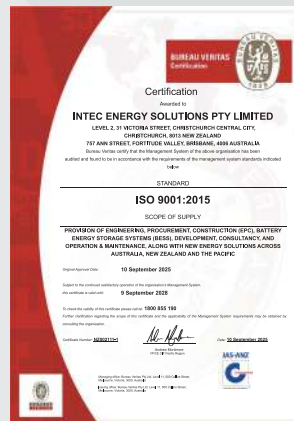 BUREAU VERITAS
Certification
BUREAU VERITAS
1828
Certification
Awarded to
INTEC ENERGY SOLUTIONS PTY LIMITED
LEVEL 2, 31 VICTORIA STREET, CHRISTCHURCH CENTRAL CITY,
CHRISTCHURCH, 8013 NEW ZEALAND
757 ANN STREET, FORTITUDE VALLEY, BRISBANE, 4006 AUSTRALIA
Bureau Veritas certify that the Management System of the above organisation has been
audited and found to be in accordance with the requirements of the management system standards indicated
below
STANDARD
ISO 9001:2015
SCOPE OF SUPPLY
PROVISION OF ENGINEERING, PROCUREMENT, CONSTRUCTION (EPC), BATTERY
ENERGY STORAGE SYSTEMS (BESS), DEVELOPMENT, CONSULTANCY, AND
OPERATION & MAINTENANCE, ALONG WITH NEW ENERGY SOLUTIONS ACROSS
AUSTRALIA, NEW ZEALAND AND THE PACIFIC
Original Approval Date: 10 September 2025
Subject to the continued satisfactory operation of the organisation's Management System,
this certificate is valid until: 9 September 2028
To check the validity of this certificate please call on: 1800 855 190
Further clarification regarding the scope of this certificate and the applicability of the Management System requirements may be obtained by
consulting the organisation.
Certificate Number: Date: 10 September 2025
JAS-ANZ